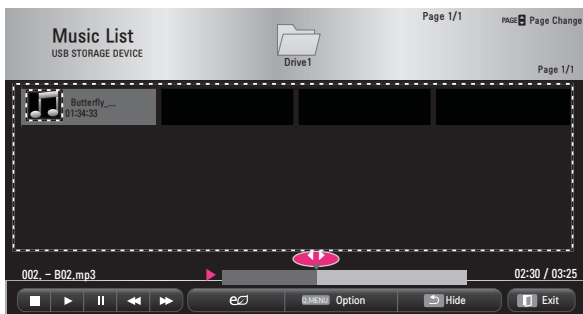 Music List
USB STORAGE DEVICE
Drive1
Page 1/1
PAGE Page Change
Page 1/1
Butterfly_...
01:34:33
002, - B02,mp3
02:30 / 03:25
Q.MENU Option
Hide
Exit